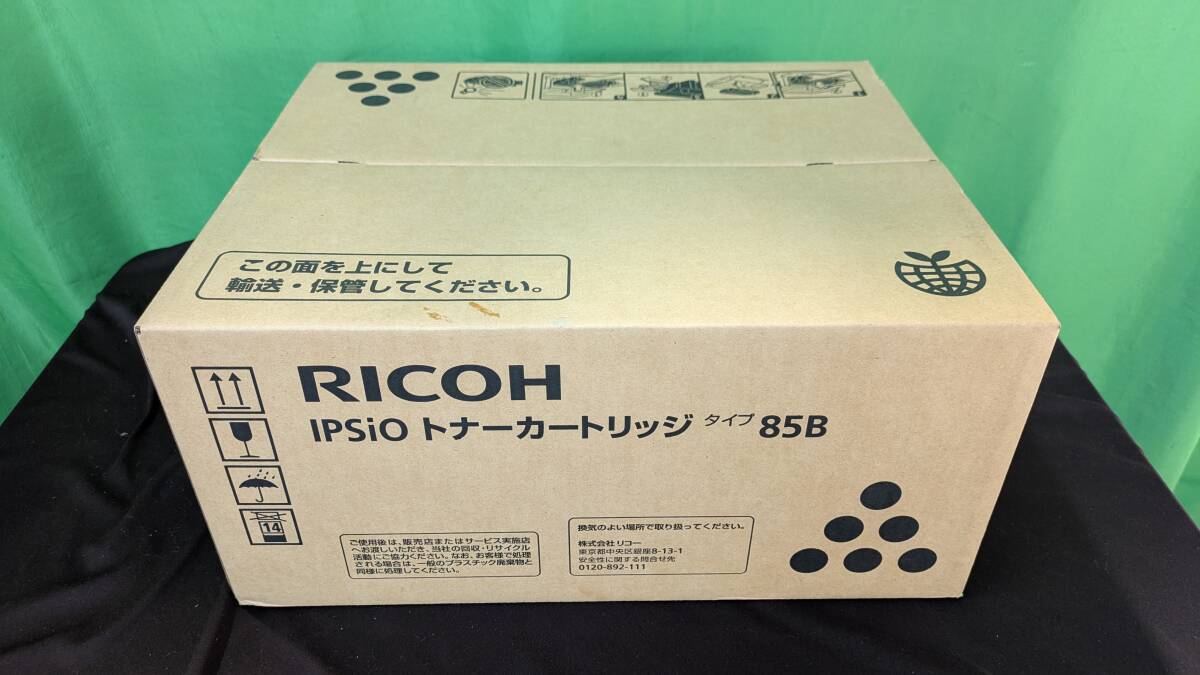 この面を上にして
輸送・保管してください。
RICOH
IPSiO トナーカートリッジ タイプ 85B
14
ご使用後は、販売店またはサービス実施店
へお渡しいただき、当社の回収・リサイクル
活動にご協力ください。なお、お客様で処理
される場合は、一般のプラスチック廃棄物と
同様に処理してください。
換気のよい場所で取り扱ってください。
株式会社 リコー
東京都中央区銀座8-13-1
安全性に関する問合せ先
0120-892-111